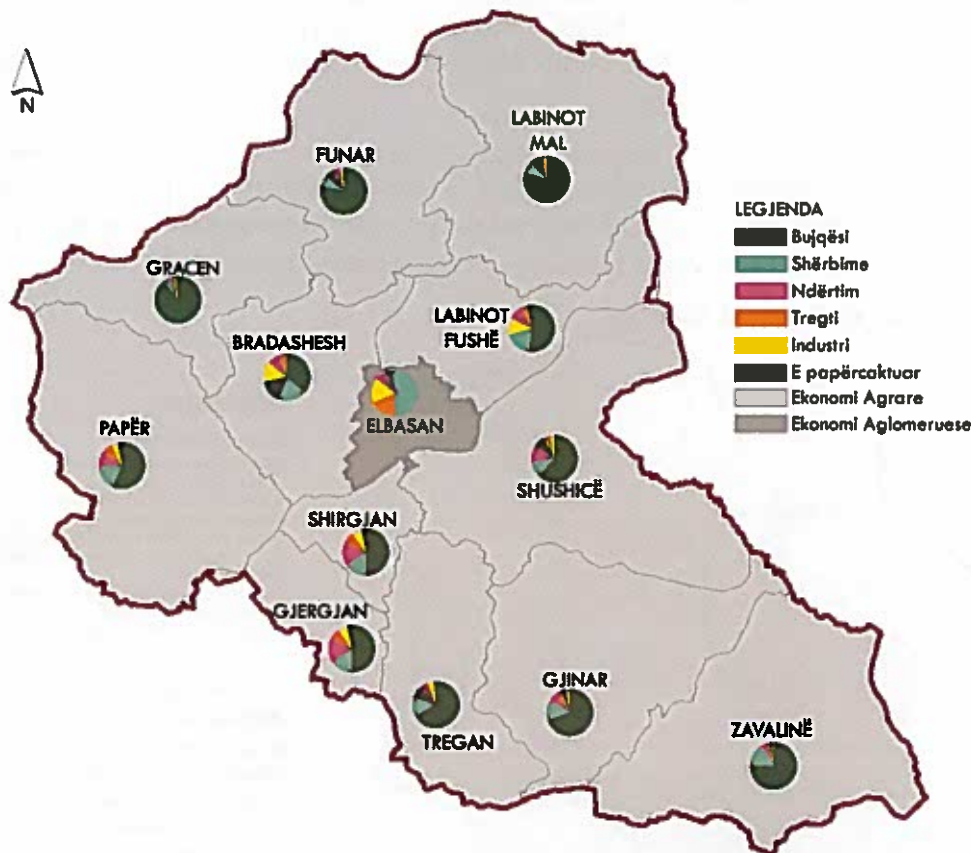 N
LABINOT
MAL
FUNAR
GRACEN
LABINOT
FUSHË
BRADASHESH
ELBASAN
PAPËR
SHUSHICË
SHIRGJAN
GJERGJAN
GJINAR
TREGAN
ZAVALINË
LEGJENDA
Bujqësi
Shërbime
Ndërtim
Tregti
Industri
E papërcaktuar
Ekonomi Agrare
Ekonomi Aglomeruese